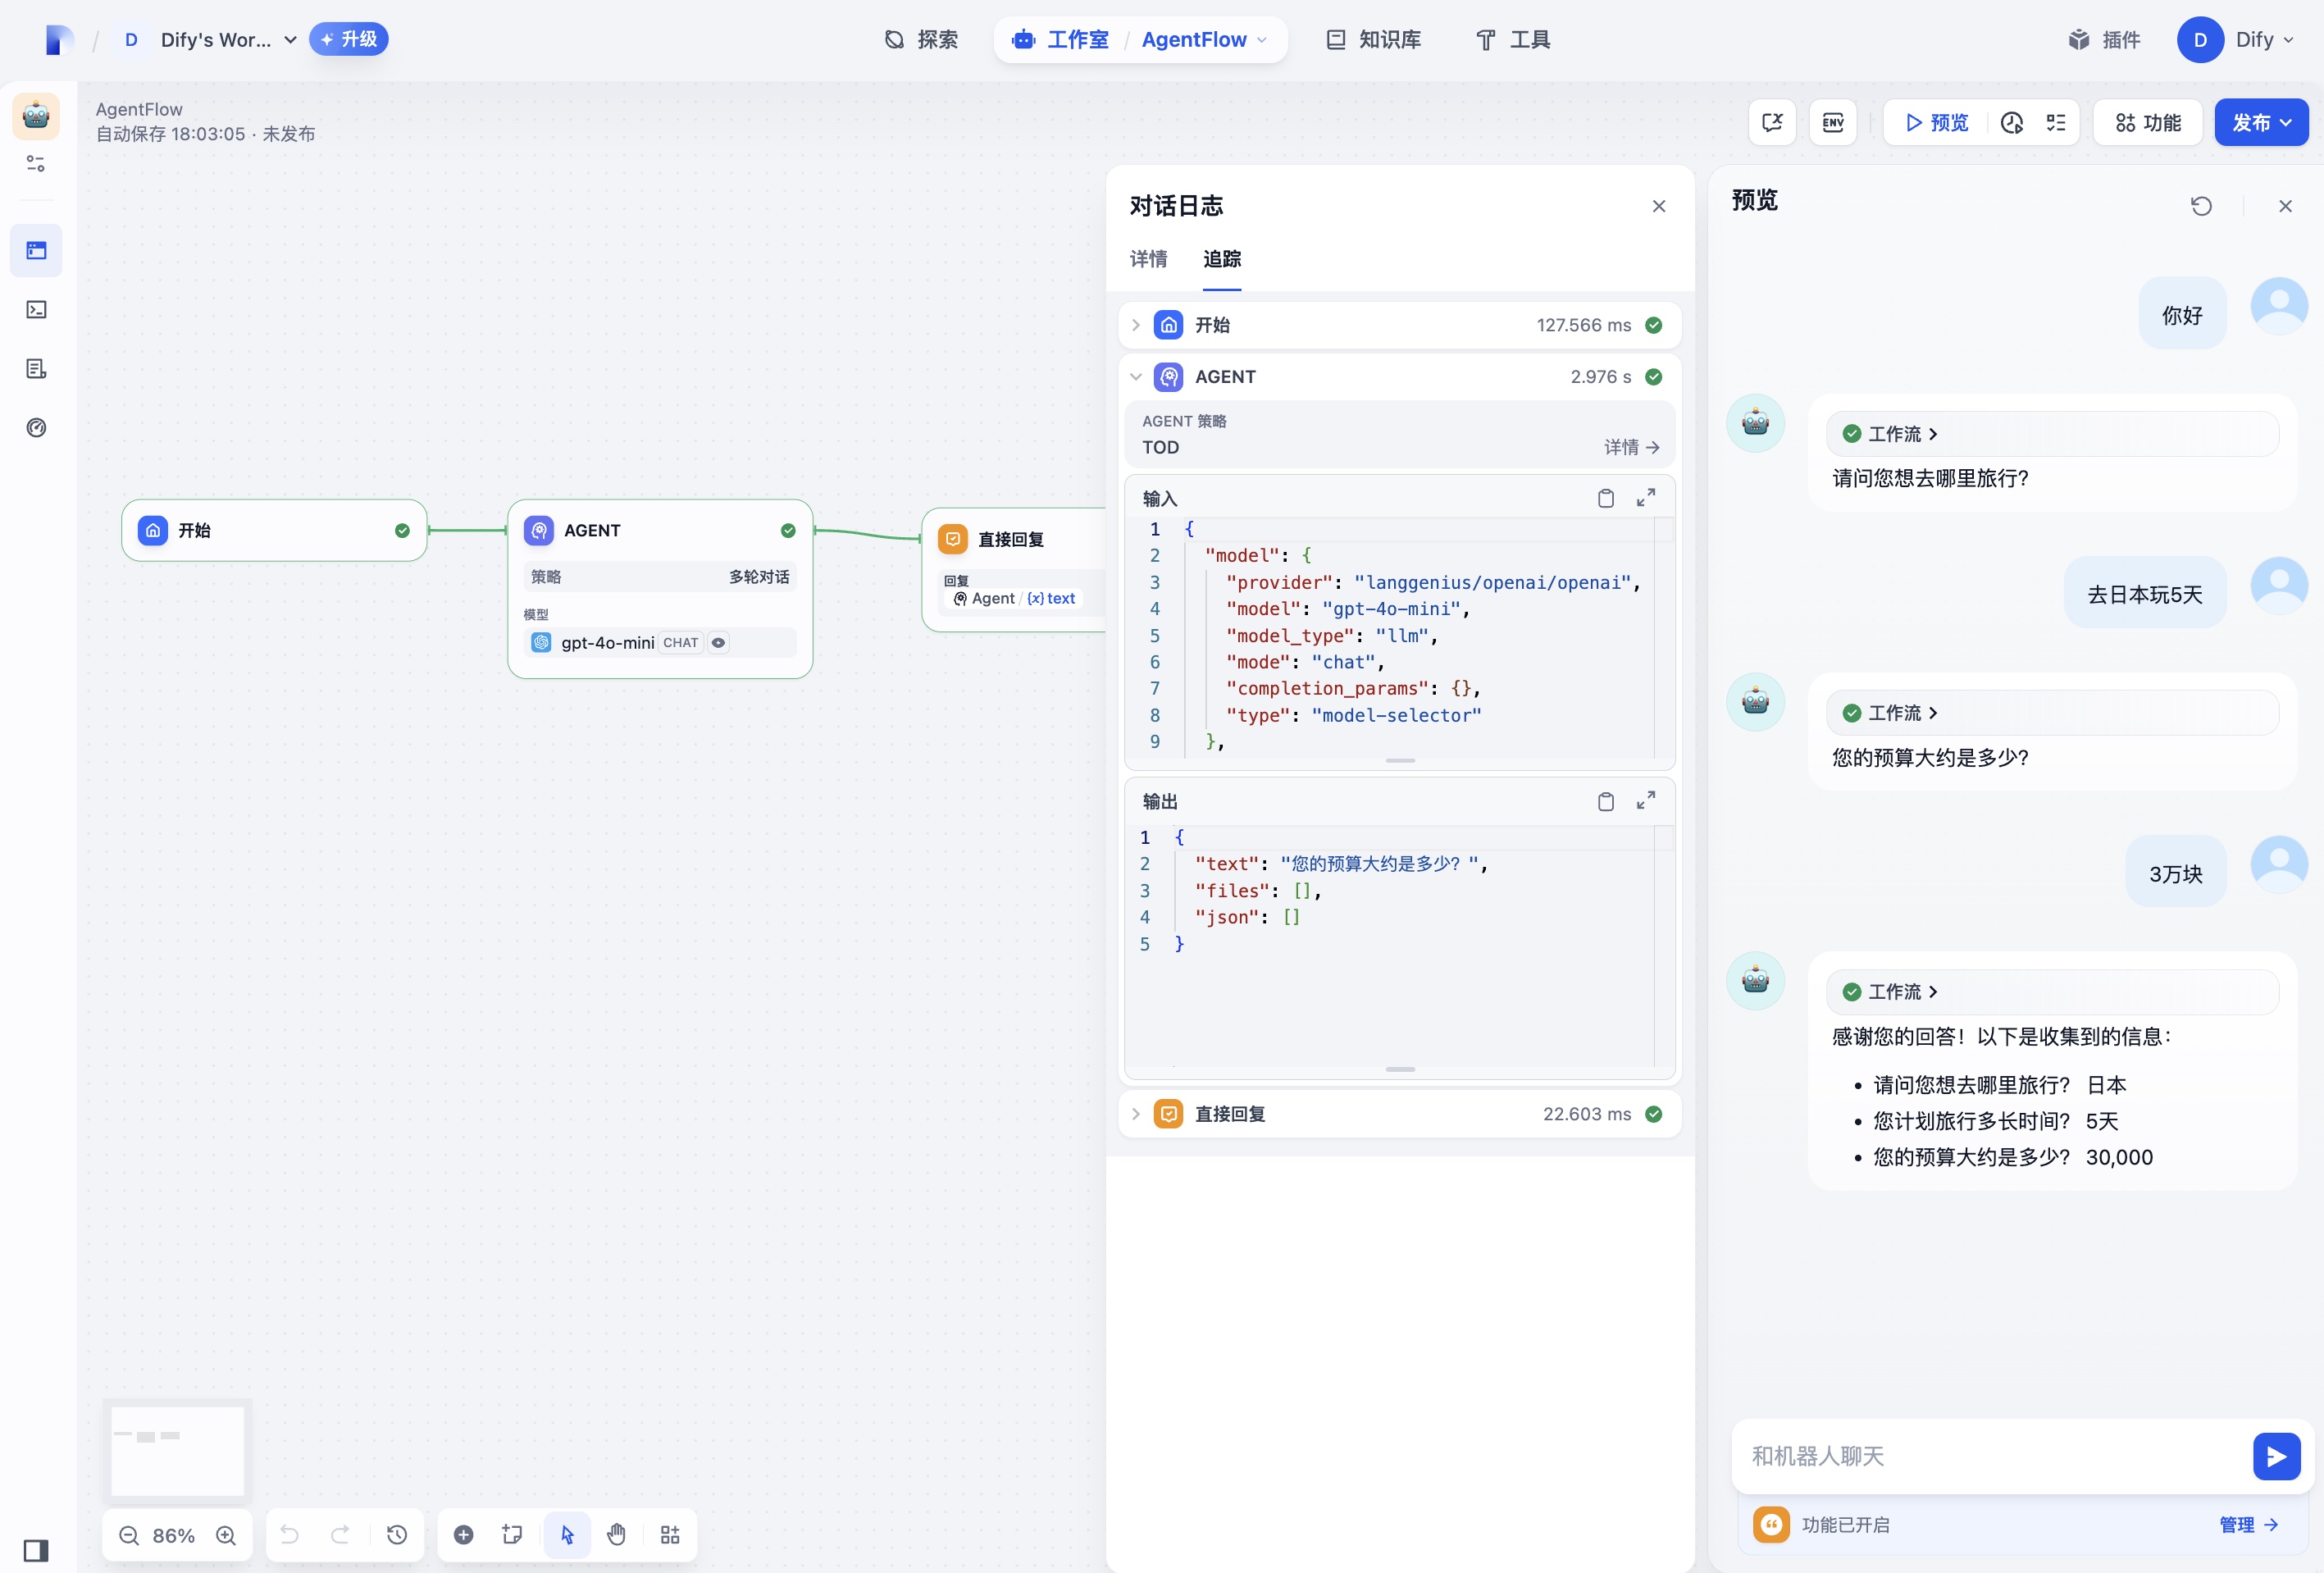 D Dify's Wor... 升级
探索 工作室 / AgentFlow 知识库 工具
插件 D Dify
AgentFlow
自动保存 18:03:05 · 未发布
ENV 预览 功能 发布
开始
AGENT
策略 多轮对话
模型
gpt-4o-mini CHAT
直接回复
回复
Agent / {x} text
86%
对话日志
详情 追踪
开始 127.566 ms
AGENT 2.976 s
AGENT 策略
TOD 详情 →
输入
1 {
2 "model": {
3 "provider": "langgenius/openai/openai",
4 "model": "gpt-4o-mini",
5 "model_type": "llm",
6 "mode": "chat",
7 "completion_params": {},
8 "type": "model-selector"
9 },
输出
1 {
2 "text": "您的预算大约是多少？",
3 "files": [],
4 "json": []
5 }
直接回复 22.603 ms
预览
你好
工作流
请问您想去哪里旅行？
去日本玩5天
工作流
您的预算大约是多少？
3万块
工作流
感谢您的回答！以下是收集到的信息：
• 请问您想去哪里旅行？ 日本
• 您计划旅行多长时间？ 5天
• 您的预算大约是多少？ 30,000
和机器人聊天
功能已开启 管理 →